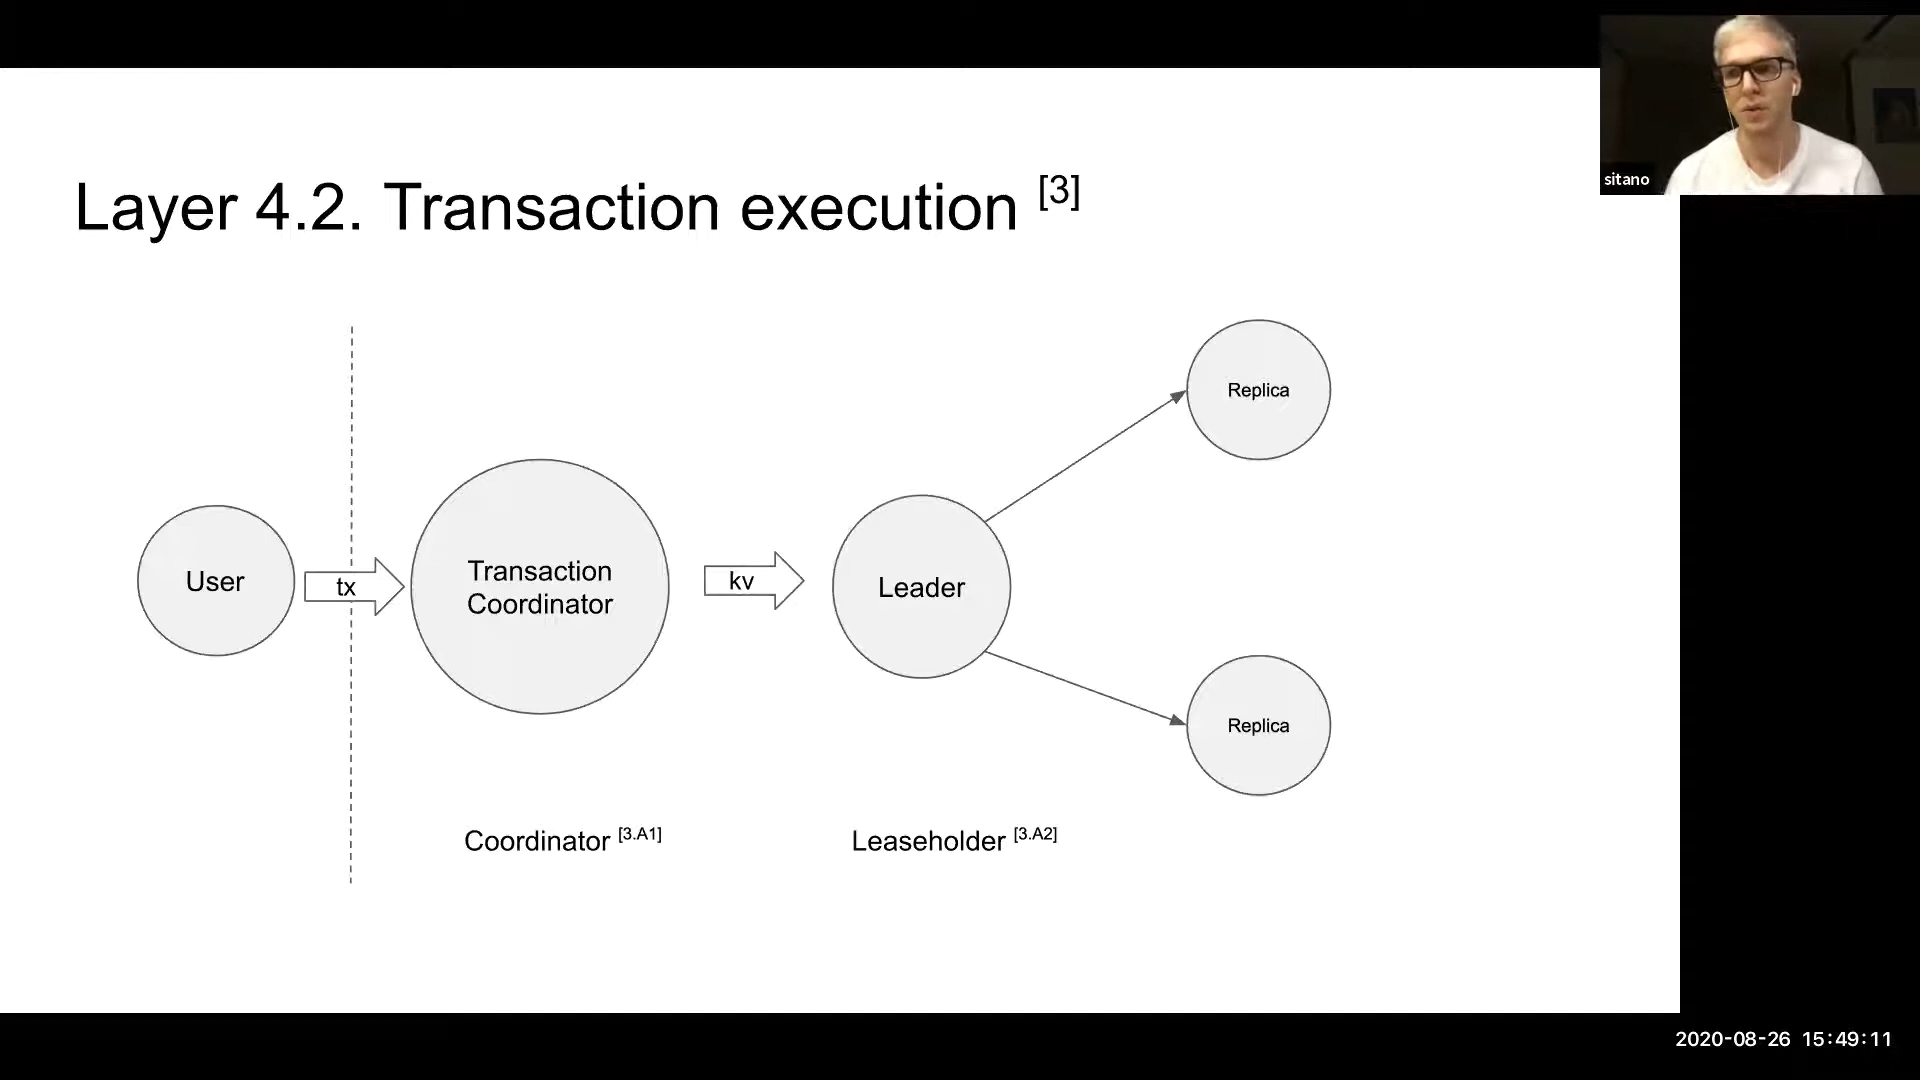 sitano
Layer 4.2. Transaction execution [3]
Replica
User
tx
Transaction
Coordinator
kv
Leader
Replica
Coordinator [3.A1]
Leaseholder [3.A2]
2020-08-26 15:49:11